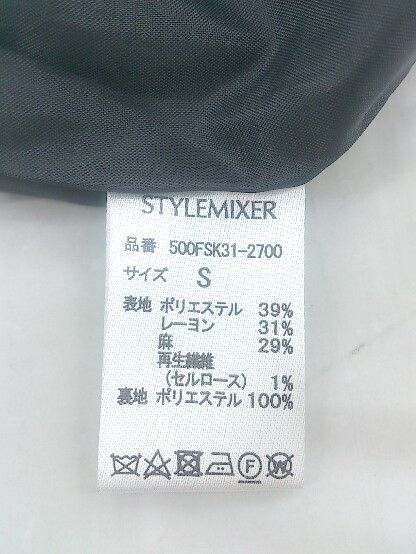 STYLEMIXER
品番 500FSK31-2700
サイズ S
表地 ポリエステル 39%
レーヨン 31%
麻 29%
再生繊維
(セルロース) 1%
裏地 ポリエステル 100%
F W